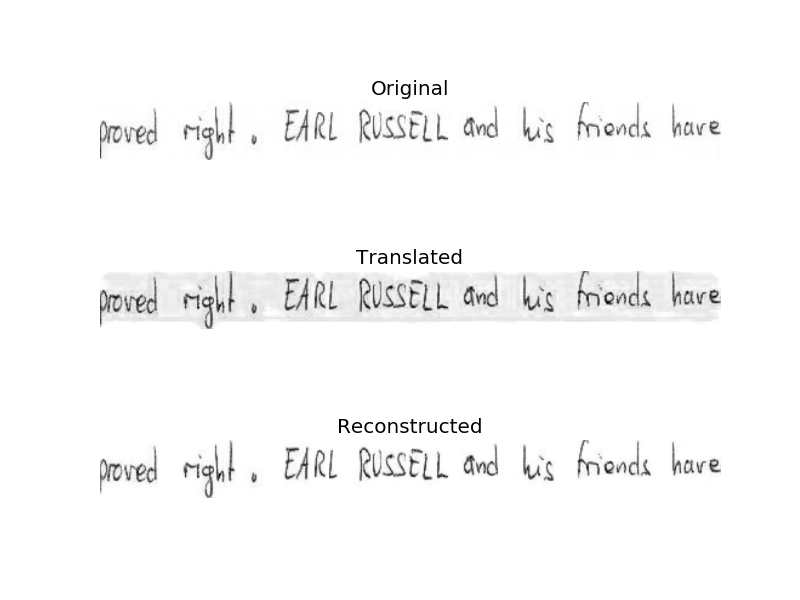 Original
proved right . EARL RUSSELL and his friends have
Translated
proved right . EARL RUSSELL and his friends have
Reconstructed
proved right . EARL RUSSELL and his friends have